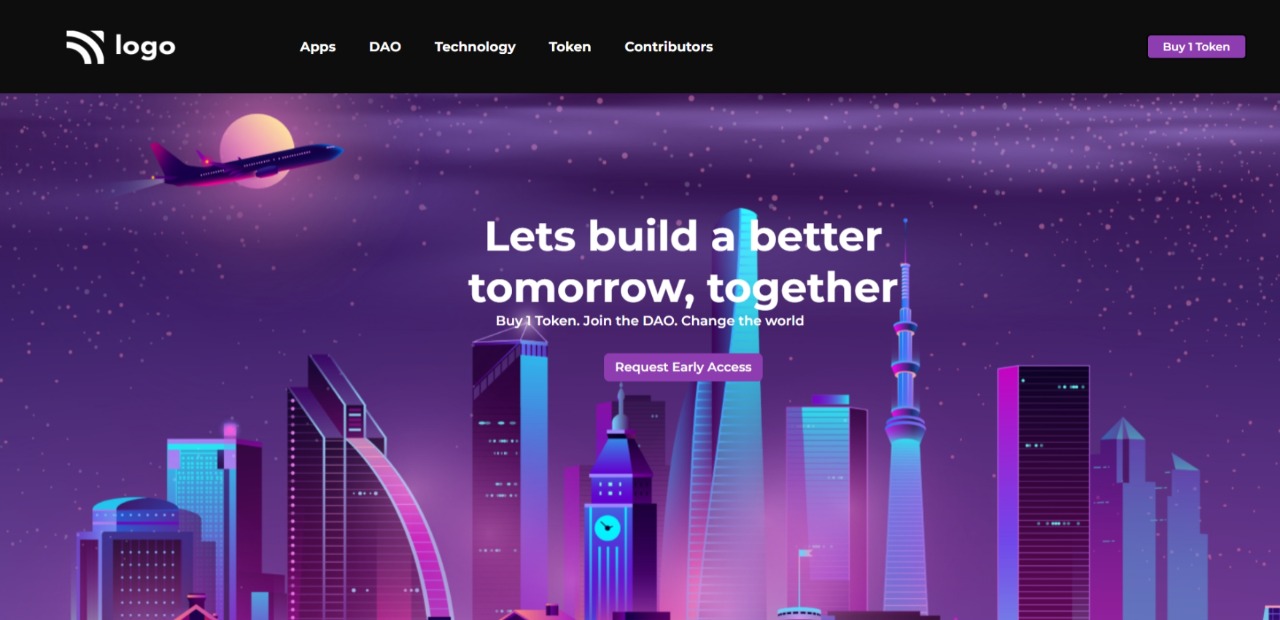 logo
Apps DAO Technology Token Contributors
Buy 1 Token
Lets build a better
tomorrow, together
Buy 1 Token. Join the DAO. Change the world
Request Early Access